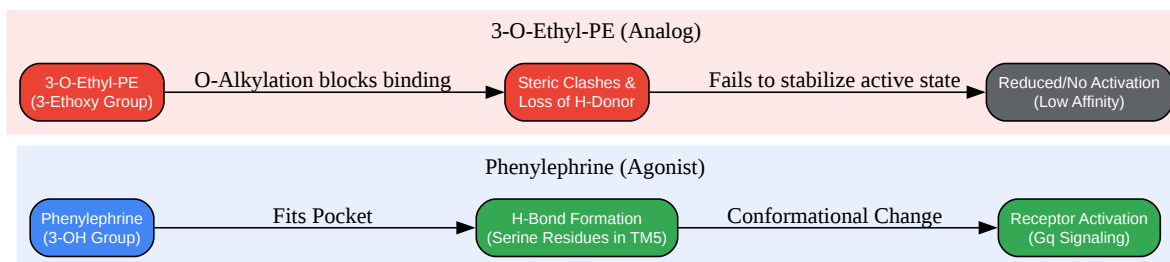 3-O-Ethyl-PE (Analog)
3-O-Ethyl-PE
(3-Ethoxy Group)
O-Alkylation blocks binding
Steric Clashes &
Loss of H-Donor
Fails to stabilize active state
Reduced/No Activation
(Low Affinity)
Phenylephrine (Agonist)
Phenylephrine
(3-OH Group)
Fits Pocket
H-Bond Formation
(Serine Residues in TM5)
Conformational Change
Receptor Activation
(Gq Signaling)